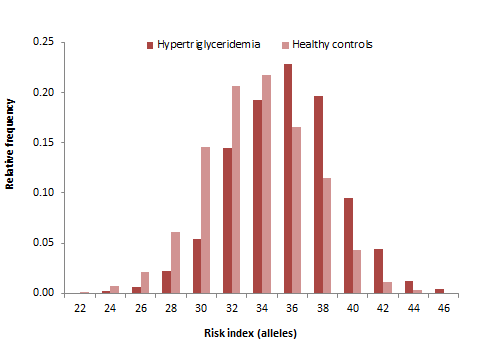 0.25
Hypertriglyceridemia Healthy controls
0.20
0.15
0.10
0.05
0.00
Relative frequency
22 24 26 28 30 32 34 36 38 40 42 44 46
Risk index (alleles)